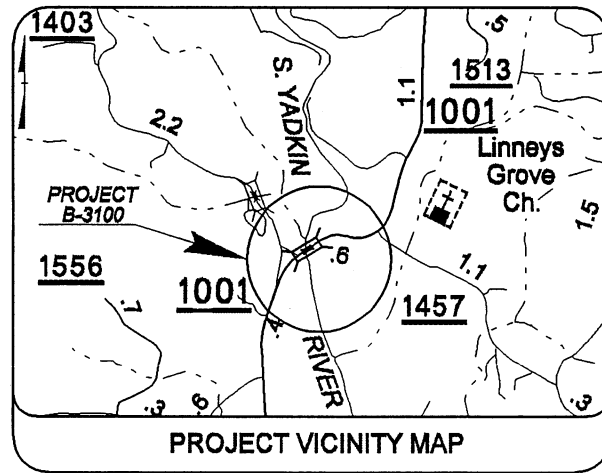 1403
.5
1513
1.1
1001
S. YADKIN
2.2
Linneys
Grove
Ch.
PROJECT
B-3100
1.5
.6
1.1
1556
.7
1001
1457
.4
RIVER
.3
.6
.3
PROJECT VICINITY MAP